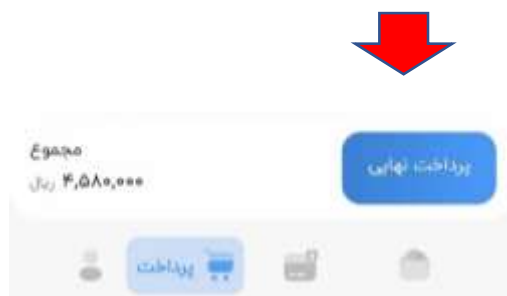 مجموع
۴,۵۸۰,۰۰۰ ریال
پرداخت نهایی
پرداخت